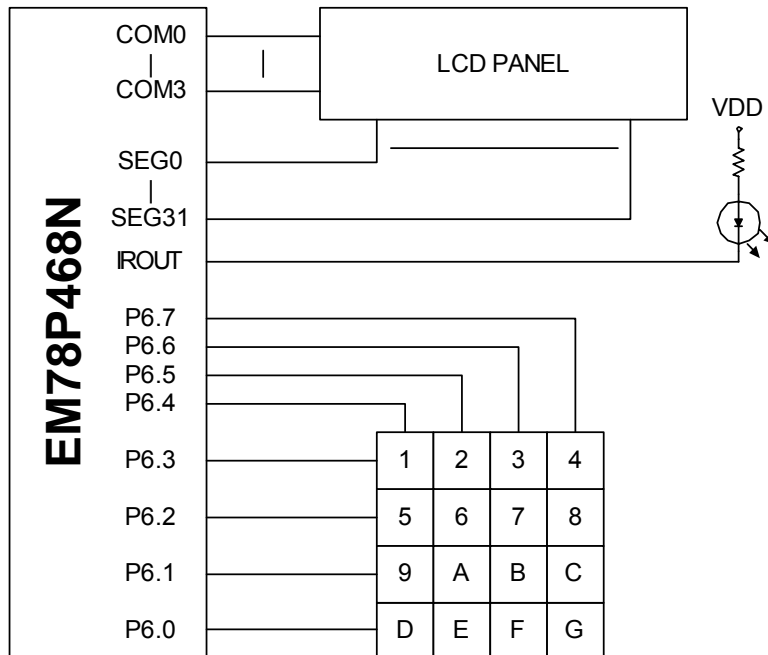 COM0
COM3
LCD PANEL
VDD
SEG0
SEG31
IROUT
EM78P468N
P6.7
P6.6
P6.5
P6.4
P6.3
1 2 3 4
P6.2
5 6 7 8
P6.1
9 A B C
P6.0
D E F G